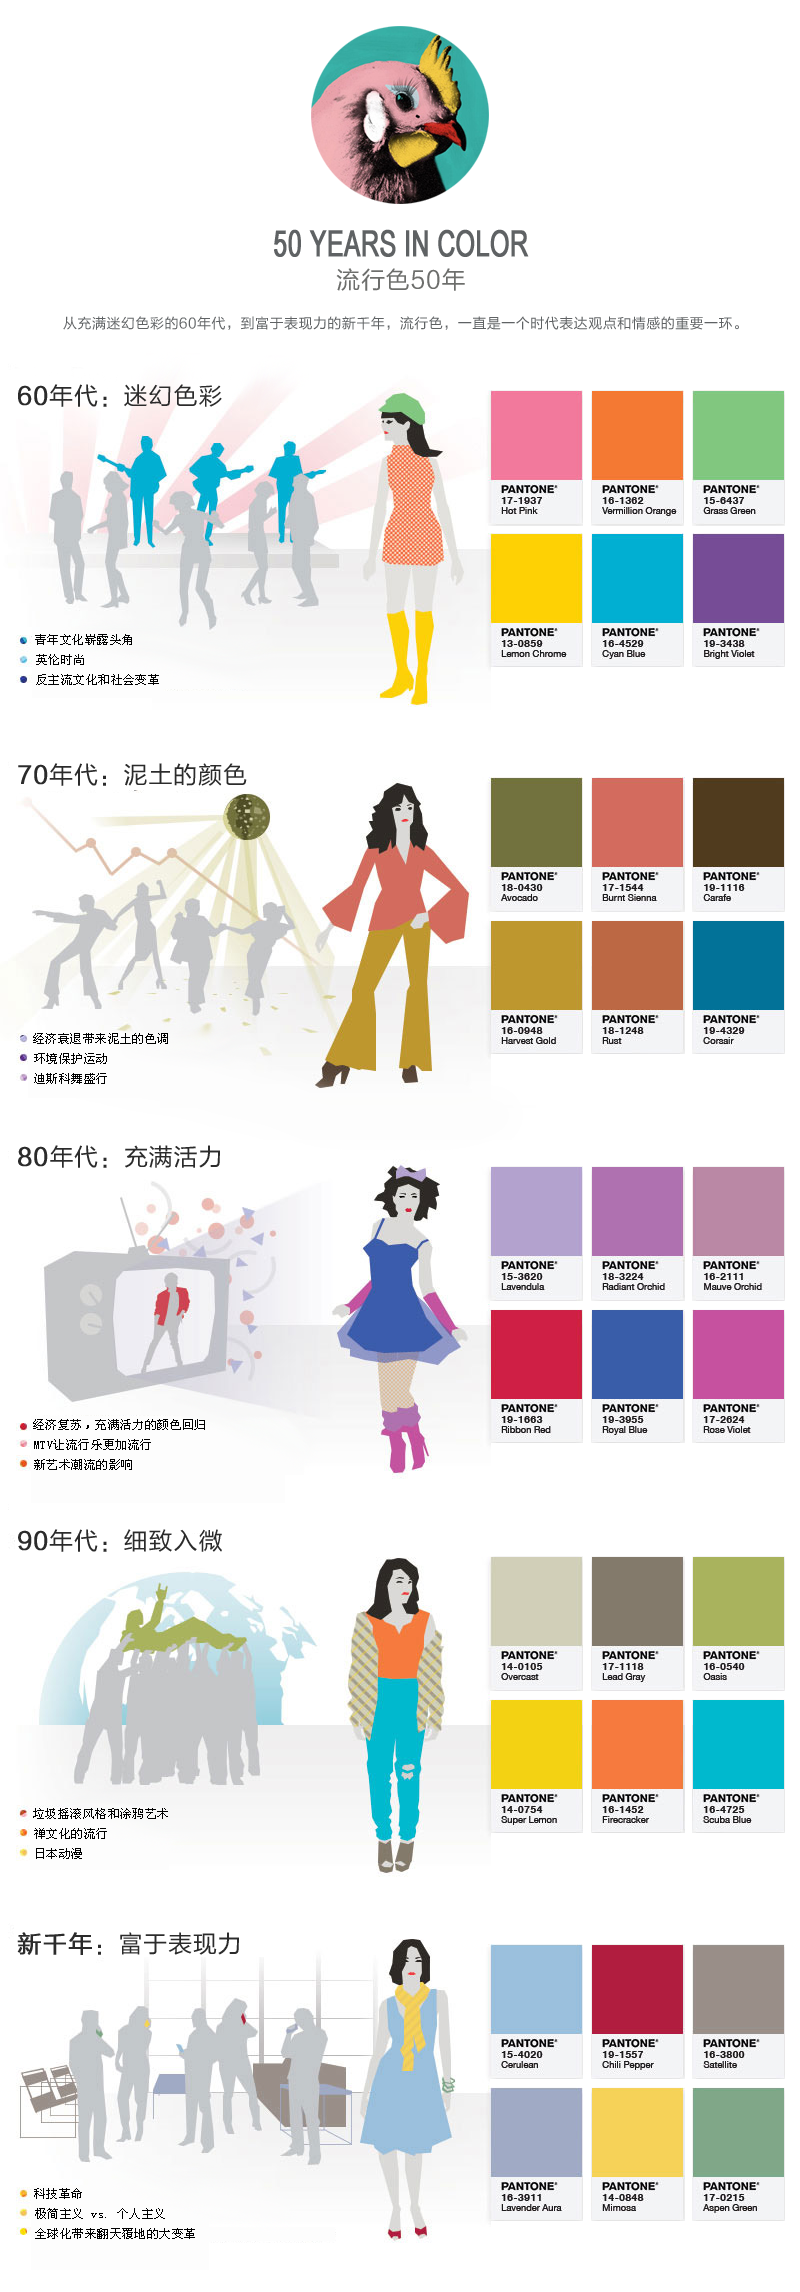 50 YEARS IN COLOR
流行色50年
从充满迷幻色彩的60年代，到富于表现力的新千年，流行色，一直是一个时代表达观点和情感的重要一环。
60年代：迷幻色彩
PANTONE®
17-1937
Hot Pink
PANTONE®
16-1362
Vermillion Orange
PANTONE®
15-6437
Grass Green
PANTONE®
13-0859
Lemon Chrome
PANTONE®
16-4529
Cyan Blue
PANTONE®
19-3438
Bright Violet
青年文化崭露头角
英伦时尚
反主流文化和社会变革
70年代：泥土的颜色
PANTONE®
18-0430
Avocado
PANTONE®
17-1544
Burnt Sienna
PANTONE®
19-1116
Carafe
PANTONE®
16-0948
Harvest Gold
PANTONE®
18-1248
Rust
PANTONE®
19-4329
Corsair
经济衰退带来泥土的色调
环境保护运动
迪斯科舞盛行
80年代：充满活力
PANTONE®
15-3620
Lavendula
PANTONE®
18-3224
Radiant Orchid
PANTONE®
16-2111
Mauve Orchid
PANTONE®
19-1663
Ribbon Red
PANTONE®
19-3955
Royal Blue
PANTONE®
17-2624
Rose Violet
经济复苏，充满活力的颜色回归
MTV让流行乐更加流行
新艺术潮流的影响
90年代：细致入微
PANTONE®
14-0105
Overcast
PANTONE®
17-1118
Lead Gray
PANTONE®
16-0540
Oasis
PANTONE®
14-0754
Super Lemon
PANTONE®
16-1452
Firecracker
PANTONE®
16-4725
Scuba Blue
垃圾摇滚风格和涂鸦艺术
禅文化的流行
日本动漫
新千年：富于表现力
PANTONE®
15-4020
Cerulean
PANTONE®
19-1557
Chili Pepper
PANTONE®
16-3800
Satellite
PANTONE®
16-3911
Lavender Aura
PANTONE®
14-0848
Mimosa
PANTONE®
17-0215
Aspen Green
科技革命
极简主义 vs. 个人主义
全球化带来翻天覆地的大变革